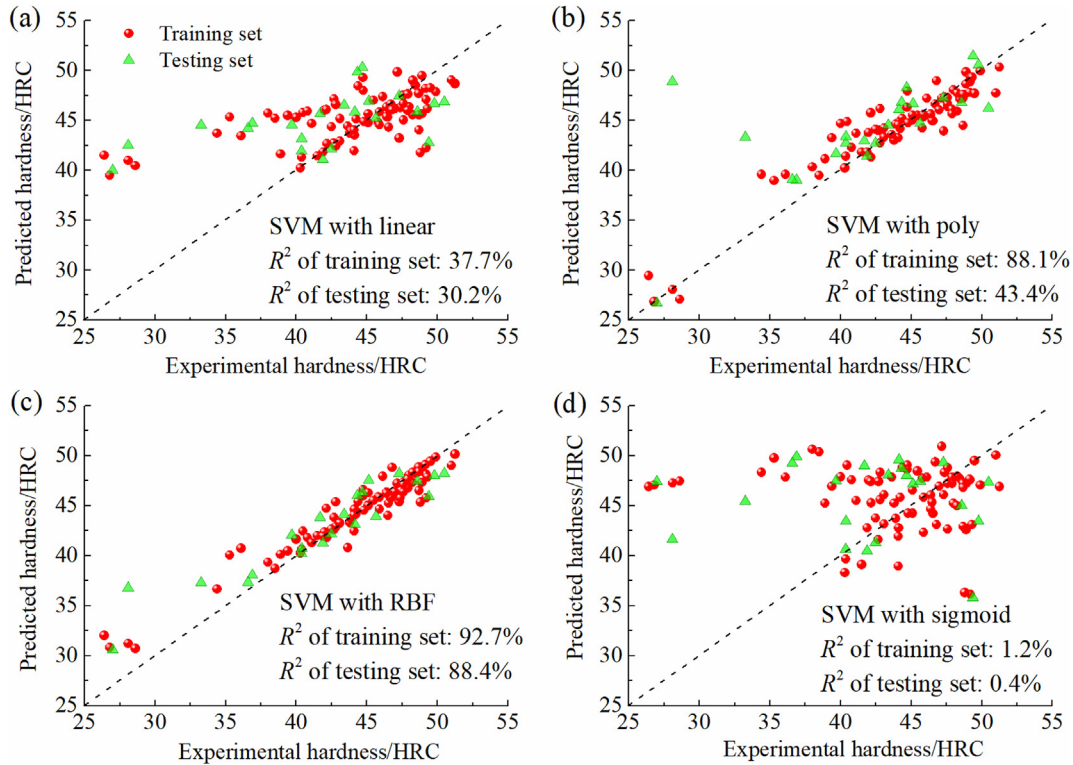 (a)
55
50
45
40
35
30
25
Predicted hardness/HRC
Training set
Testing set
SVM with linear
R² of training set: 37.7%
R² of testing set: 30.2%
25 30 35 40 45 50 55
Experimental hardness/HRC
(b)
55
50
45
40
35
30
25
Predicted hardness/HRC
SVM with poly
R² of training set: 88.1%
R² of testing set: 43.4%
25 30 35 40 45 50 55
Experimental hardness/HRC
(c)
55
50
45
40
35
30
25
Predicted hardness/HRC
SVM with RBF
R² of training set: 92.7%
R² of testing set: 88.4%
25 30 35 40 45 50 55
Experimental hardness/HRC
(d)
55
50
45
40
35
30
25
Predicted hardness/HRC
SVM with sigmoid
R² of training set: 1.2%
R² of testing set: 0.4%
25 30 35 40 45 50 55
Experimental hardness/HRC